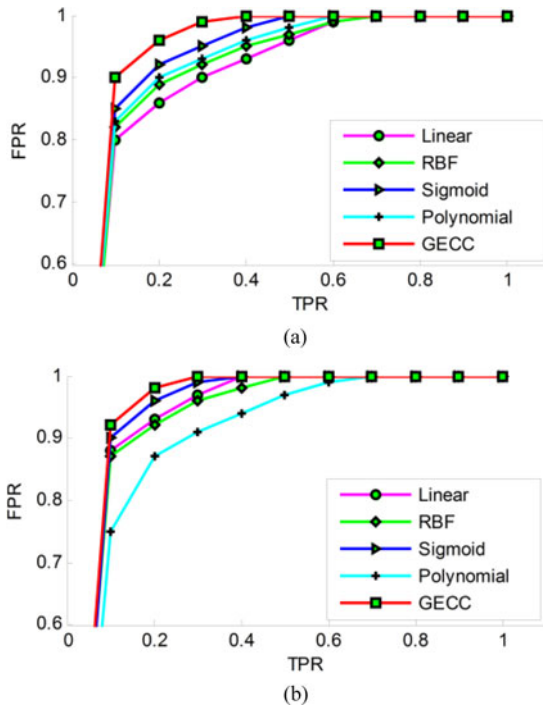 1
0.9
0.8
0.7
0.6
FPR
0 0.2 0.4 0.6 0.8 1
TPR
Linear
RBF
Sigmoid
Polynomial
GECC
(a)
1
0.9
0.8
0.7
0.6
FPR
0 0.2 0.4 0.6 0.8 1
TPR
Linear
RBF
Sigmoid
Polynomial
GECC
(b)